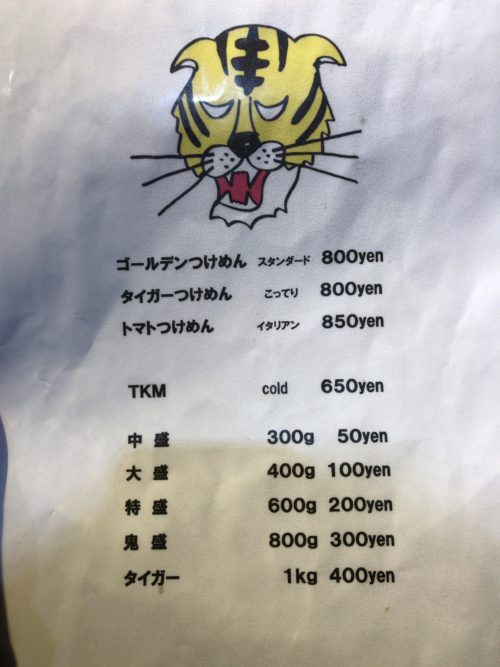 ゴールデンつけめん スタンダード 800yen
タイガーつけめん こってり 800yen
トマトつけめん イタリアン 850yen
TKM cold 650yen
中盛 300g 50yen
大盛 400g 100yen
特盛 600g 200yen
鬼盛 800g 300yen
タイガー 1kg 400yen